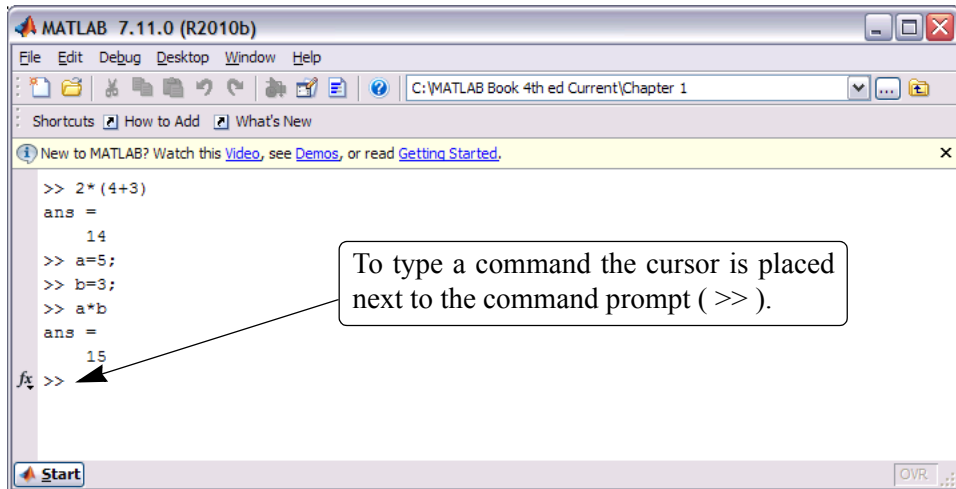 MATLAB 7.11.0 (R2010b)
File Edit Debug Desktop Window Help
C:\MATLAB Book 4th ed Current\Chapter 1
Shortcuts How to Add What's New
New to MATLAB? Watch this Video, see Demos, or read Getting Started.
>> 2*(4+3)
ans =
14
>> a=5;
>> b=3;
>> a*b
ans =
15
fx >>
To type a command the cursor is placed
next to the command prompt ( >> ).
Start
OVR